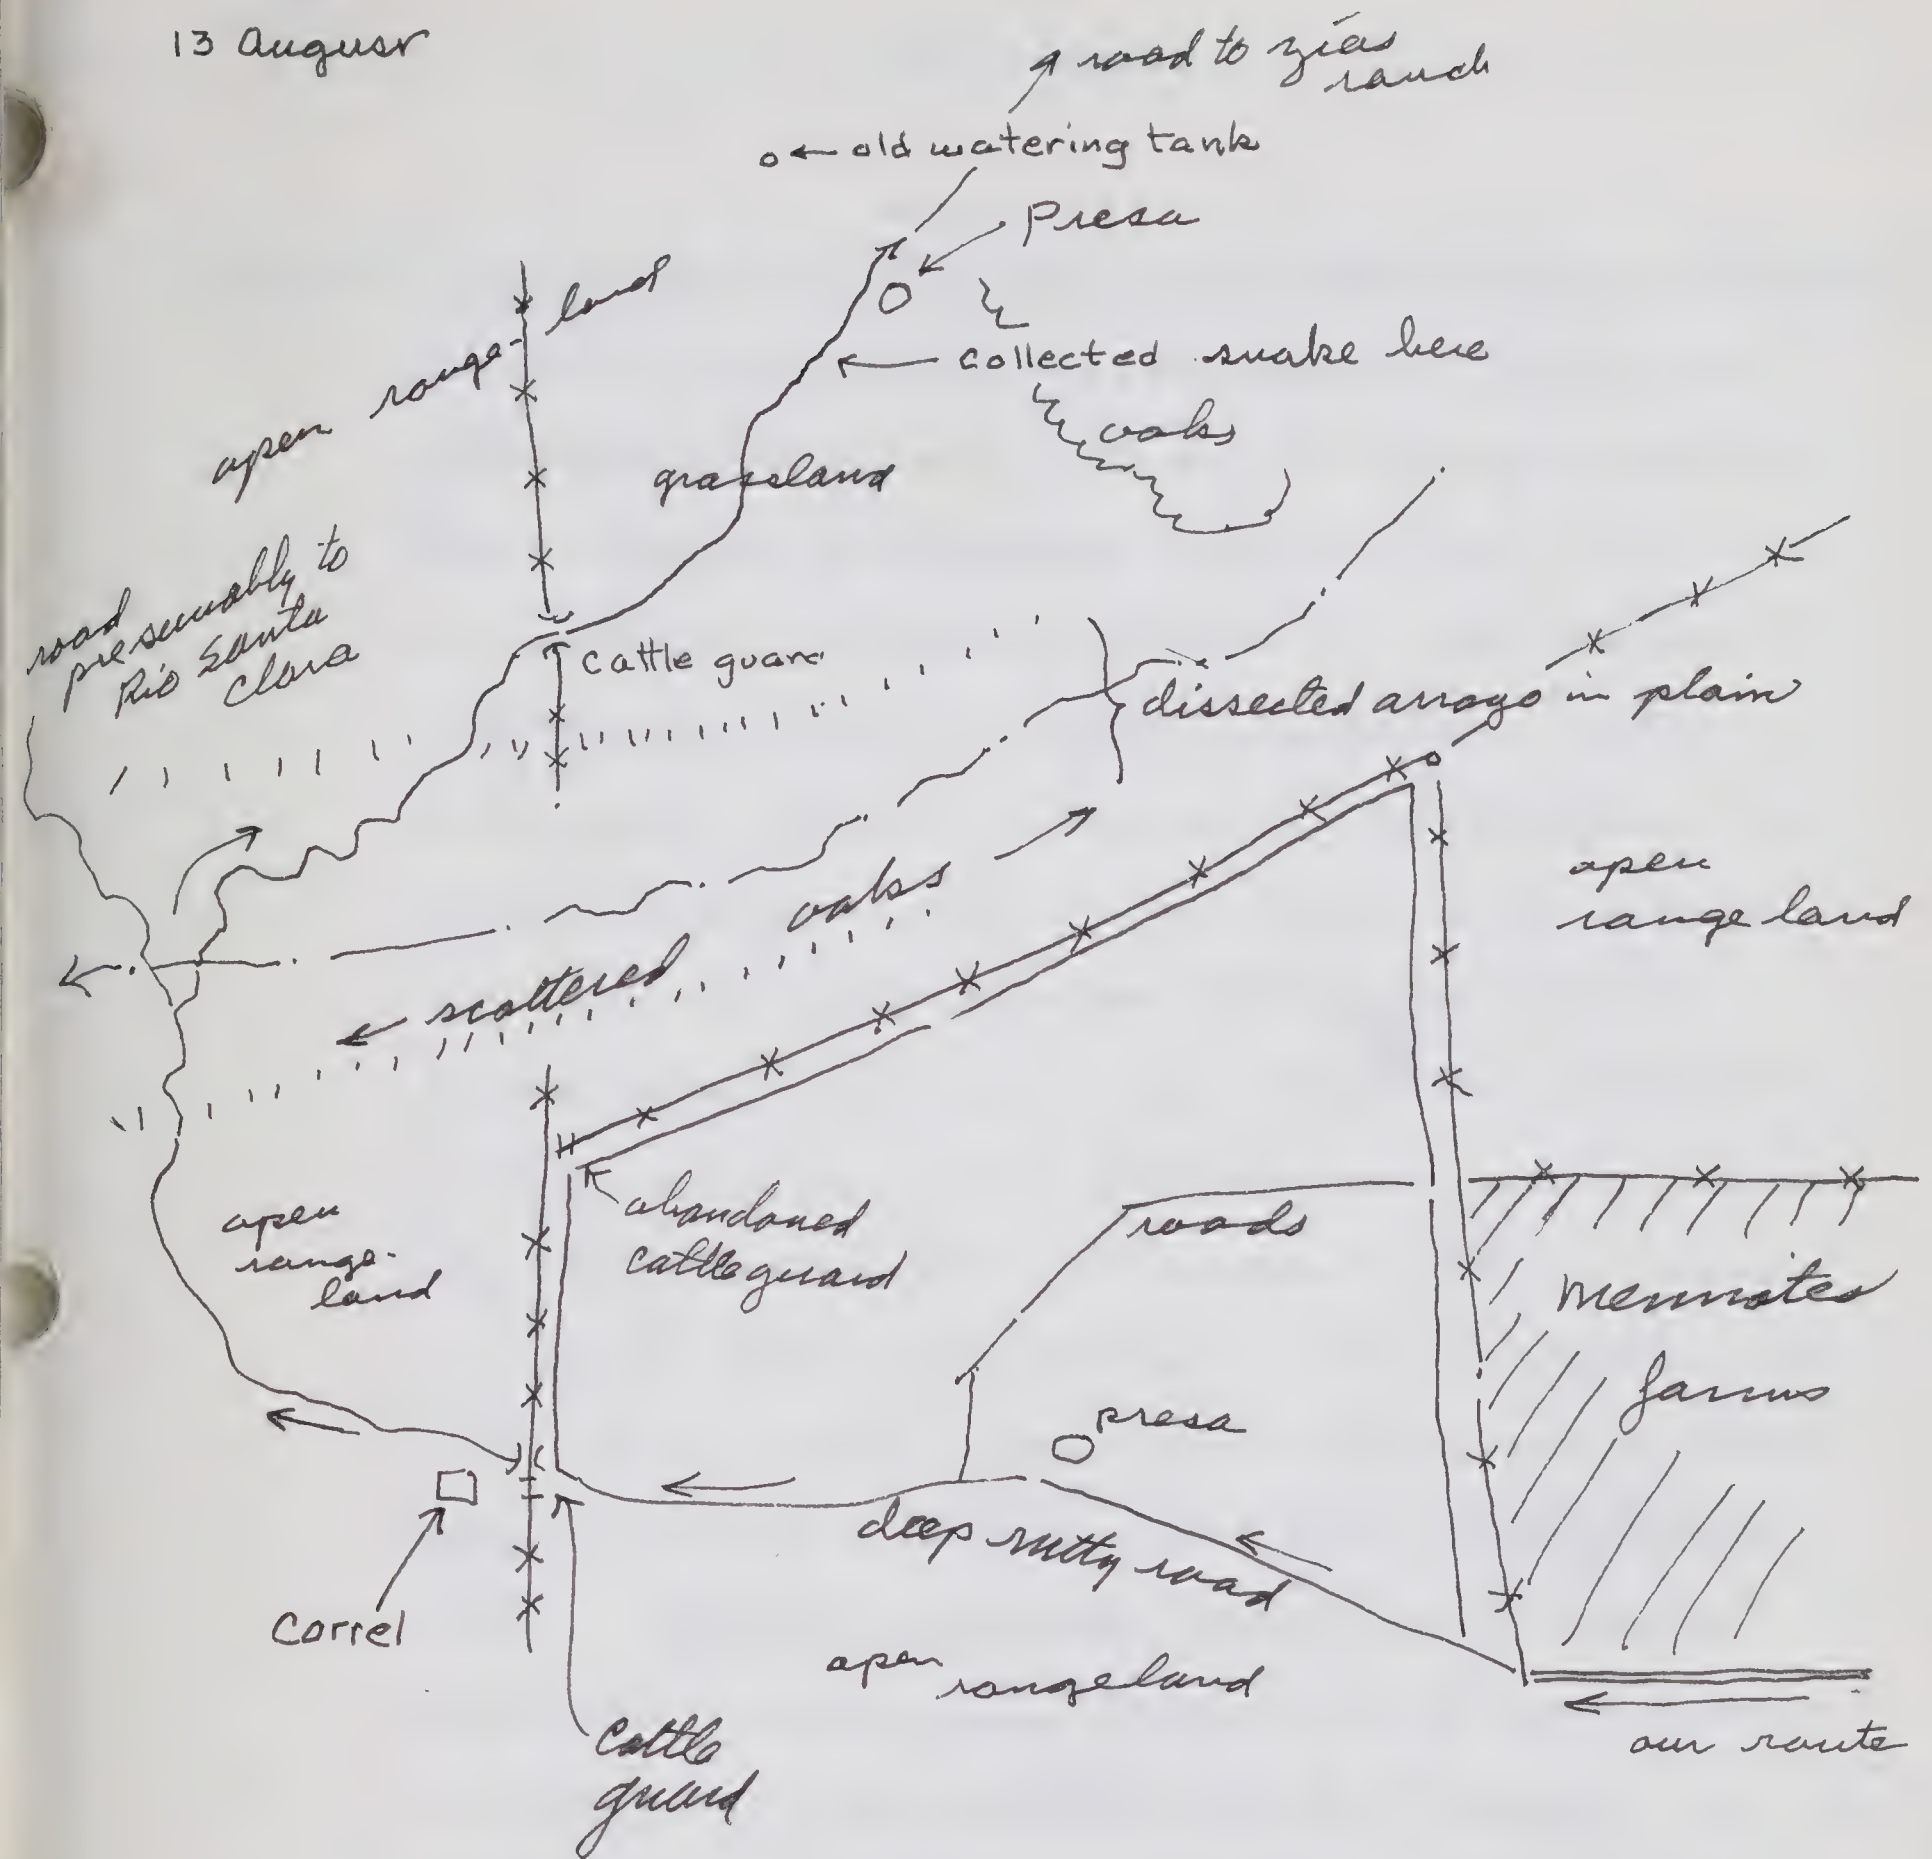 13 August
road to zías
ranch
old watering tank
Presa
open range-land
collected snake here
oaks
grassland
road
presumably to
Rio Santa
Clara
cattle guard
dissected arroyo in plain
scattered oaks
open
range land
abandoned
cattleguard
roads
open
range-
land
Mennotes
farms
presa
deep rutty road
Correl
open
rangeland
Cattle
guard
our route